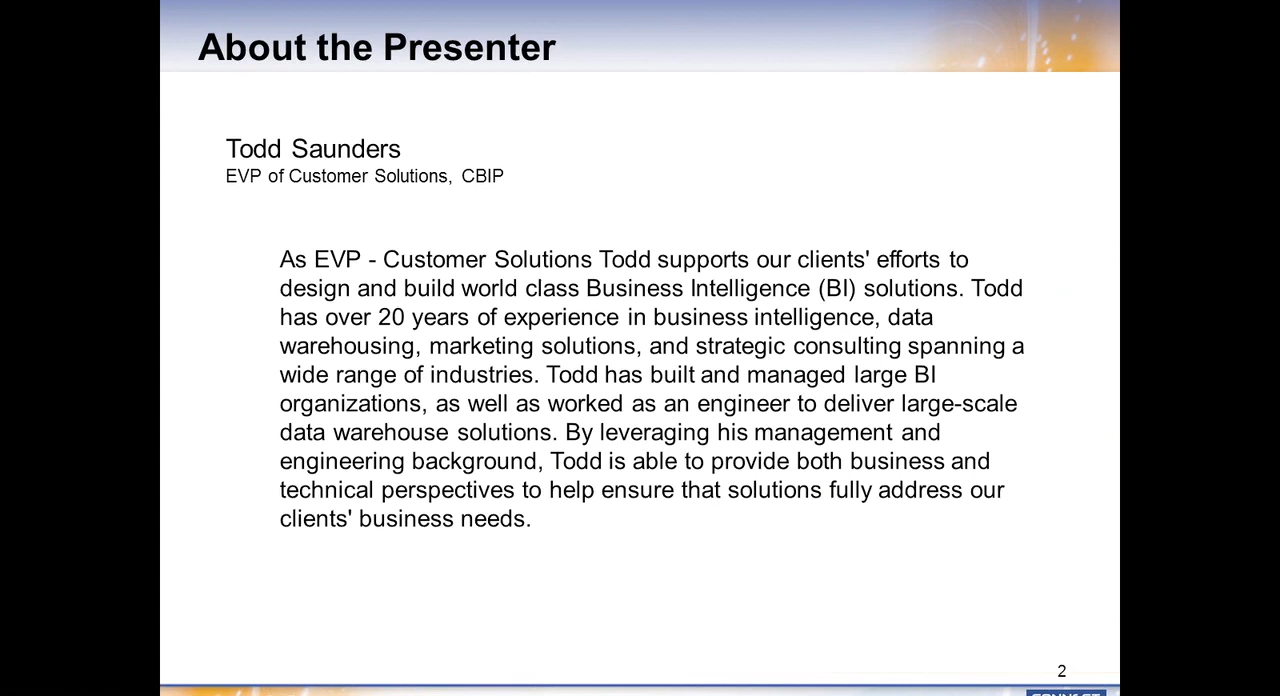 About the Presenter
Todd Saunders
EVP of Customer Solutions, CBIP
As EVP - Customer Solutions Todd supports our clients' efforts to
design and build world class Business Intelligence (BI) solutions. Todd
has over 20 years of experience in business intelligence, data
warehousing, marketing solutions, and strategic consulting spanning a
wide range of industries. Todd has built and managed large BI
organizations, as well as worked as an engineer to deliver large-scale
data warehouse solutions. By leveraging his management and
engineering background, Todd is able to provide both business and
technical perspectives to help ensure that solutions fully address our
clients' business needs.
2